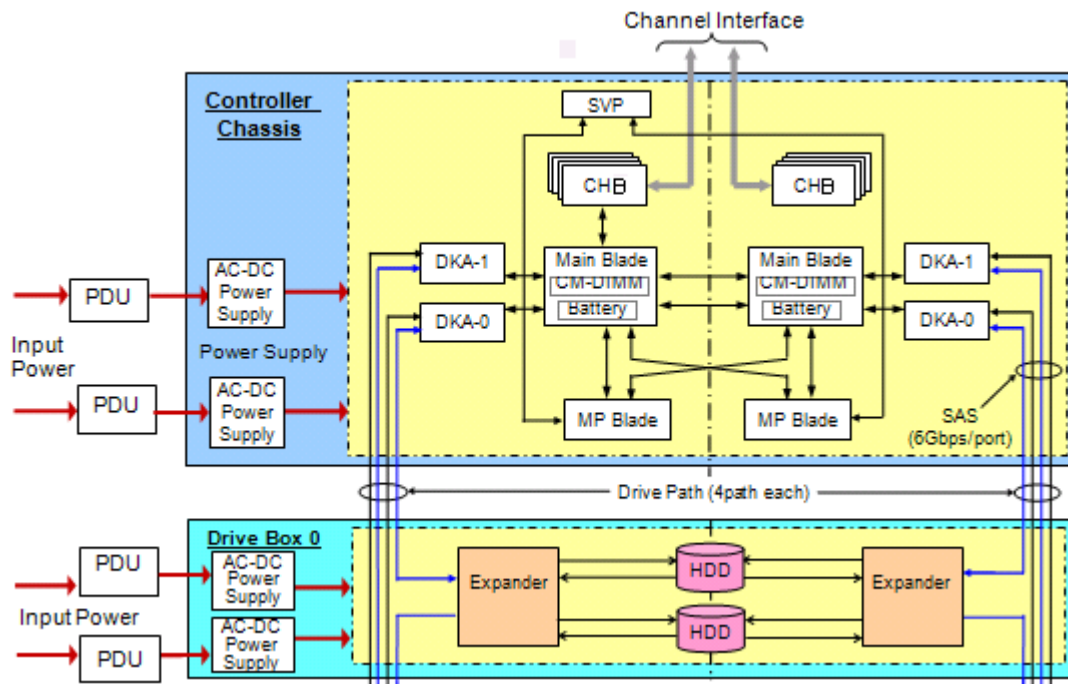 Channel Interface
Controller
Chassis
SVP
CHB
CHB
DKA-1
Main Blade
CM-DIMM
Battery
Main Blade
CM-DIMM
Battery
DKA-1
DKA-0
DKA-0
PDU
AC-DC
Power
Supply
Input
Power
Power Supply
PDU
AC-DC
Power
Supply
MP Blade
MP Blade
SAS
(6Gbps/port)
Drive Path (4path each)
Drive Box 0
PDU
AC-DC
Power
Supply
Expander
HDD
Expander
Input Power
PDU
AC-DC
Power
Supply
HDD